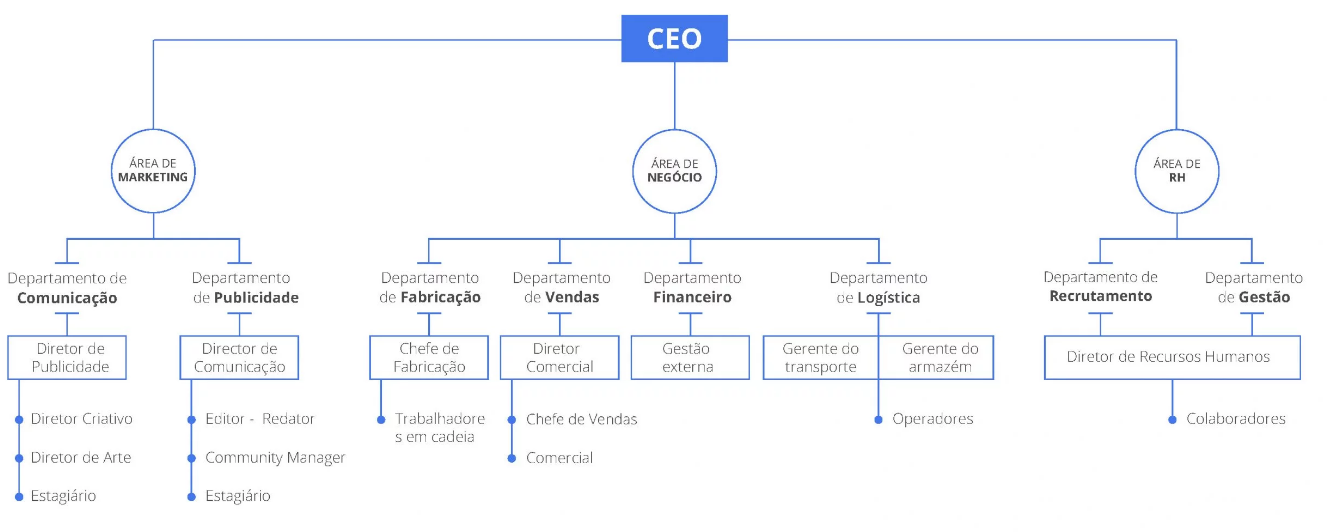 CEO
ÁREA DE
MARKETING
ÁREA DE
NEGÓCIO
ÁREA DE
RH
Departamento de
Comunicação
Departamento
de Publicidade
Departamento
de Fabricação
Departamento
de Vendas
Departamento
Financeiro
Departamento
de Logística
Departamento de
Recrutamento
Departamento
de Gestão
Diretor de
Publicidade
Director de
Comunicação
Chefe de
Fabricação
Diretor
Comercial
Gestão
externa
Gerente do
transporte
Gerente do
armazém
Diretor de Recursos Humanos
Diretor Criativo
Diretor de Arte
Estagiário
Editor - Redator
Community Manager
Estagiário
Trabalhadore
s em cadeia
Chefe de Vendas
Comercial
Operadores
Colaboradores